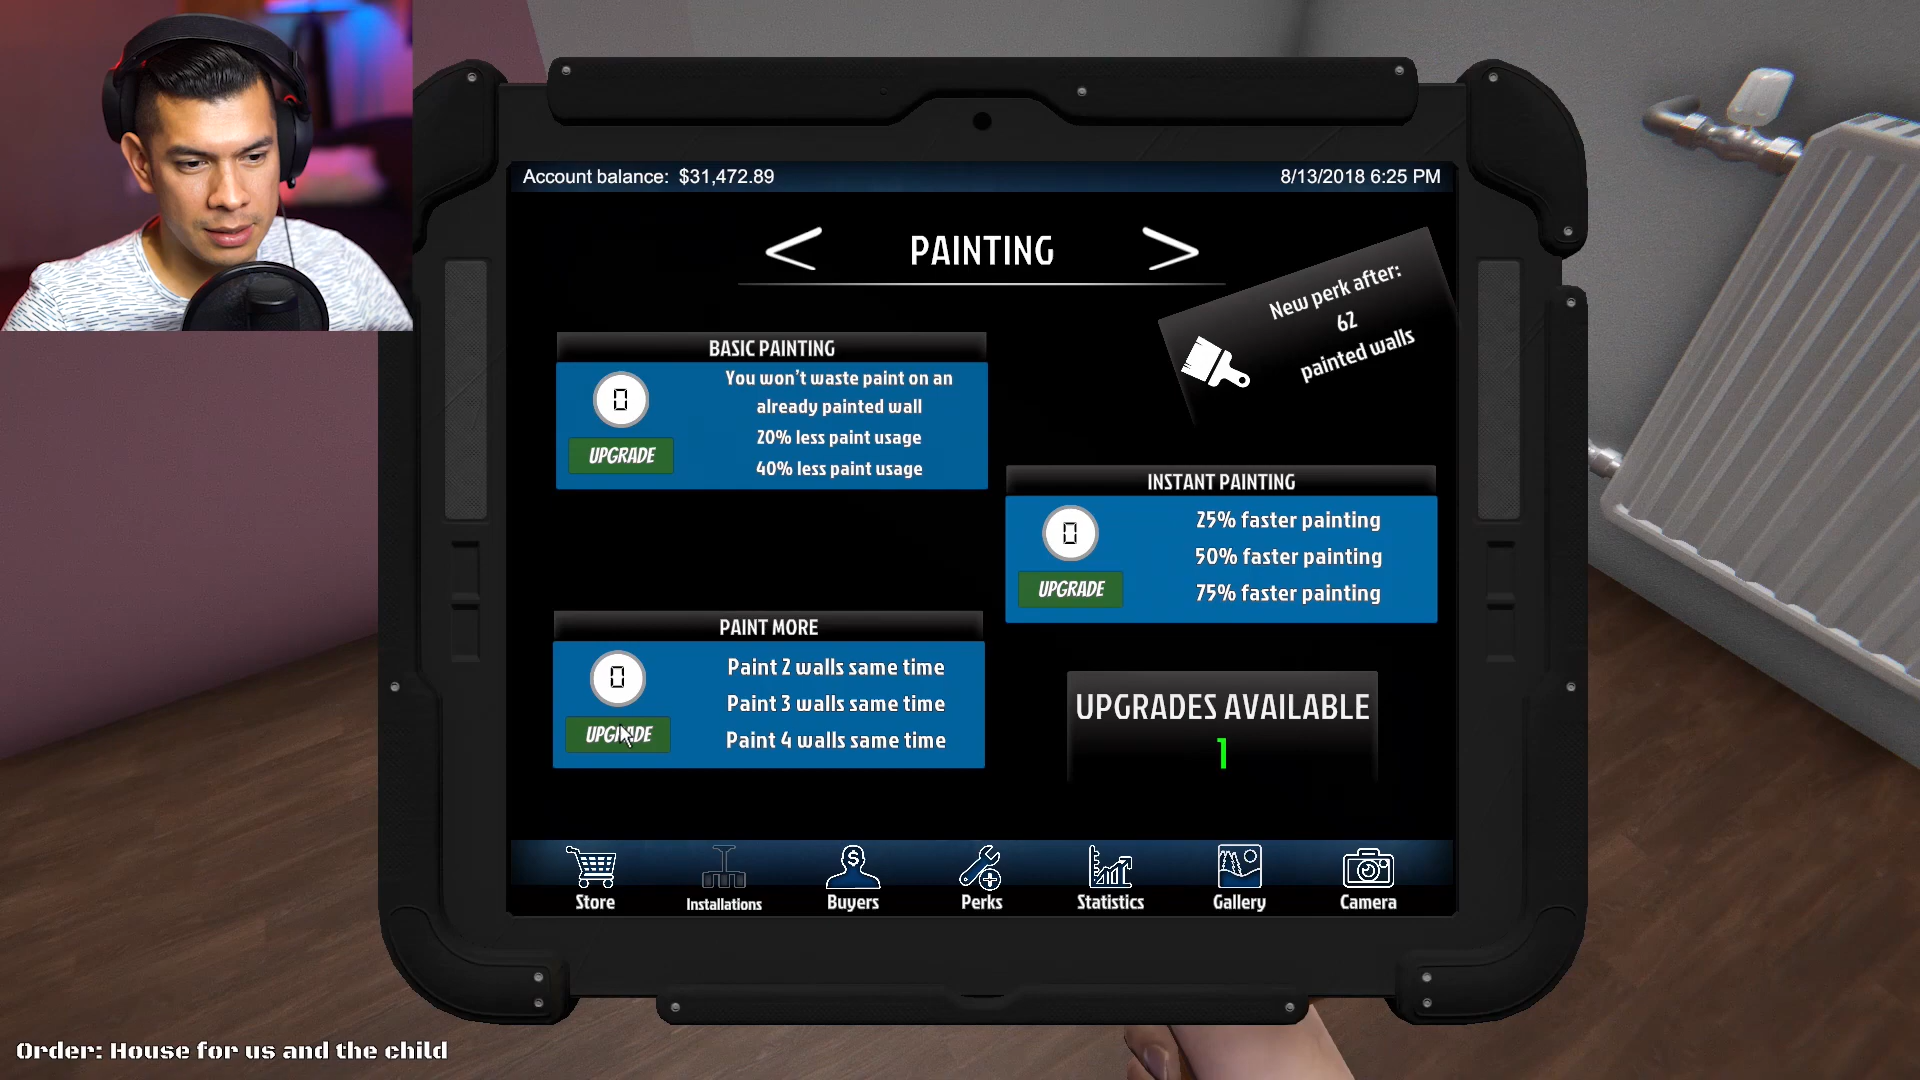 Account balance: $31,472.89
8/13/2018 6:25 PM
< PAINTING >
New perk after:
62
painted walls
BASIC PAINTING
0
UPGRADE
You won't waste paint on an
already painted wall
20% less paint usage
40% less paint usage
INSTANT PAINTING
0
UPGRADE
25% faster painting
50% faster painting
75% faster painting
PAINT MORE
0
UPGRADE
Paint 2 walls same time
Paint 3 walls same time
Paint 4 walls same time
UPGRADES AVAILABLE
1
Store
Installations
Buyers
Perks
Statistics
Gallery
Camera
Order: House for us and the child